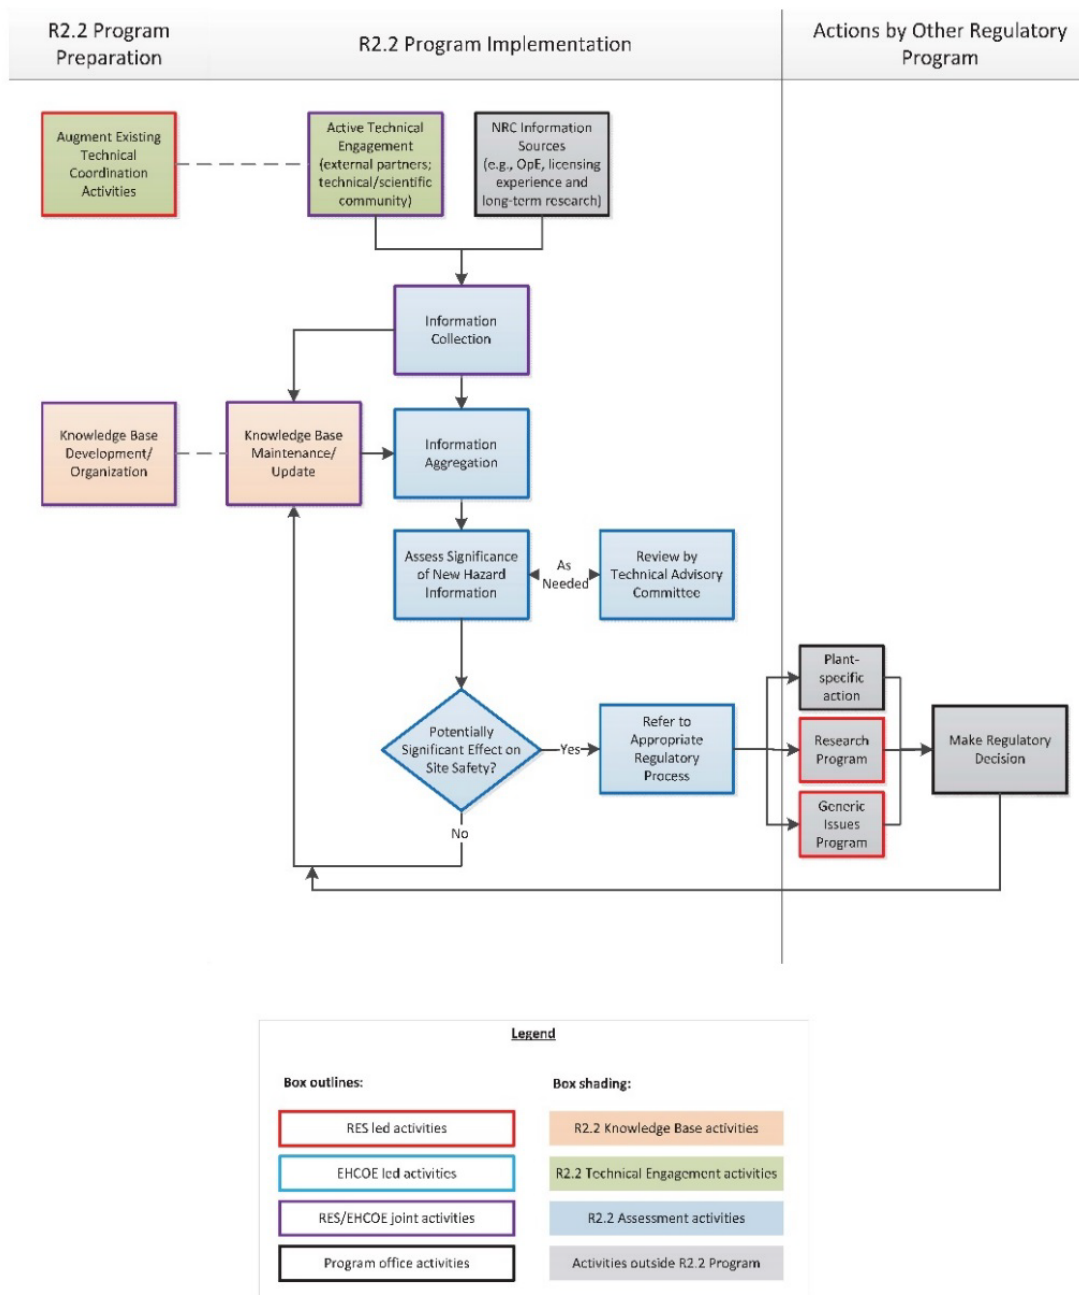 R2.2 Program
Preparation
R2.2 Program Implementation
Actions by Other Regulatory
Program
Augment Existing
Technical
Coordination
Activities
Active Technical
Engagement
(external partners;
technical/scientific
community)
NRC Information
Sources
(e.g., OpE, licensing
experience and
long-term research)
Information
Collection
Knowledge Base
Development/
Organization
Knowledge Base
Maintenance/
Update
Information
Aggregation
Assess Significance
of New Hazard
Information
As
Needed
Review by
Technical Advisory
Committee
Potentially
Significant Effect on
Site Safety?
Yes
No
Refer to
Appropriate
Regulatory
Process
Plant-
specific
action
Research
Program
Generic
Issues
Program
Make Regulatory
Decision
Legend
Box outlines:
RES led activities
EHCOE led activities
RES/EHCOE joint activities
Program office activities
Box shading:
R2.2 Knowledge Base activities
R2.2 Technical Engagement activities
R2.2 Assessment activities
Activities outside R2.2 Program